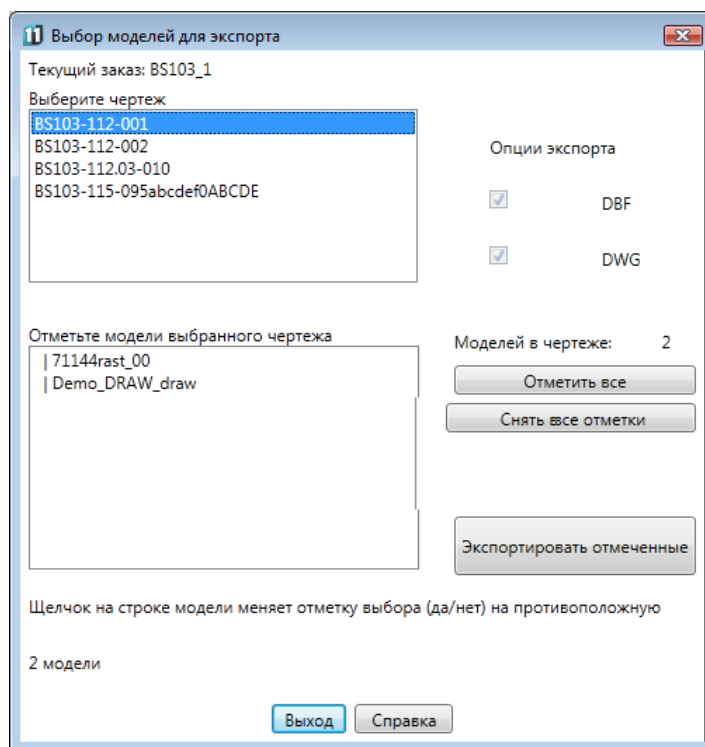 Выбор моделей для экспорта
Текущий заказ: BS103_1
Выберите чертеж
BS103-112-001
BS103-112-002
BS103-112.03-010
BS103-115-095abcdef0ABCDE
Опции экспорта
DBF
DWG
Отметьте модели выбранного чертежа
| 71144rast_00
| Demo_DRAW_draw
Моделей в чертеже: 2
Отметить все
Снять все отметки
Экспортировать отмеченные
Щелчок на строке модели меняет отметку выбора (да/нет) на противоположную
2 модели
Выход
Справка